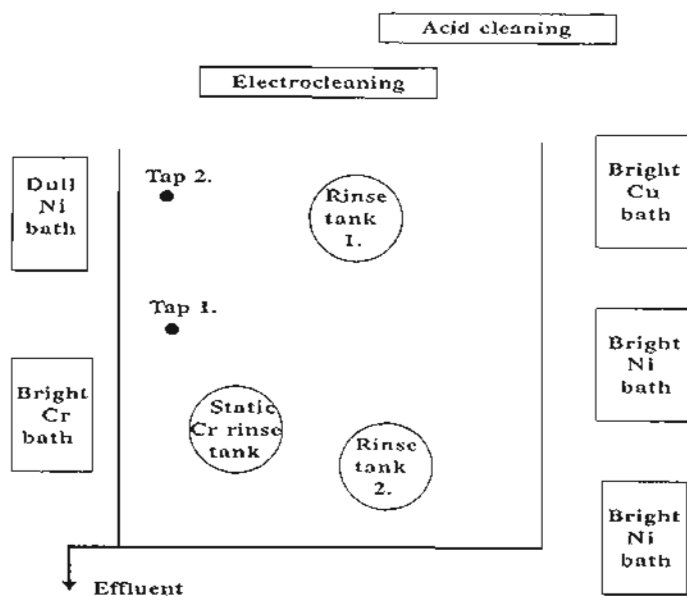 Acid cleaning
Electrocleaning
Dull
Ni
bath
Tap 2.
Rinse
tank
1.
Bright
Cu
bath
Tap 1.
Bright
Ni
bath
Bright
Cr
bath
Static
Cr rinse
tank
Rinse
tank
2.
Bright
Ni
bath
Effluent